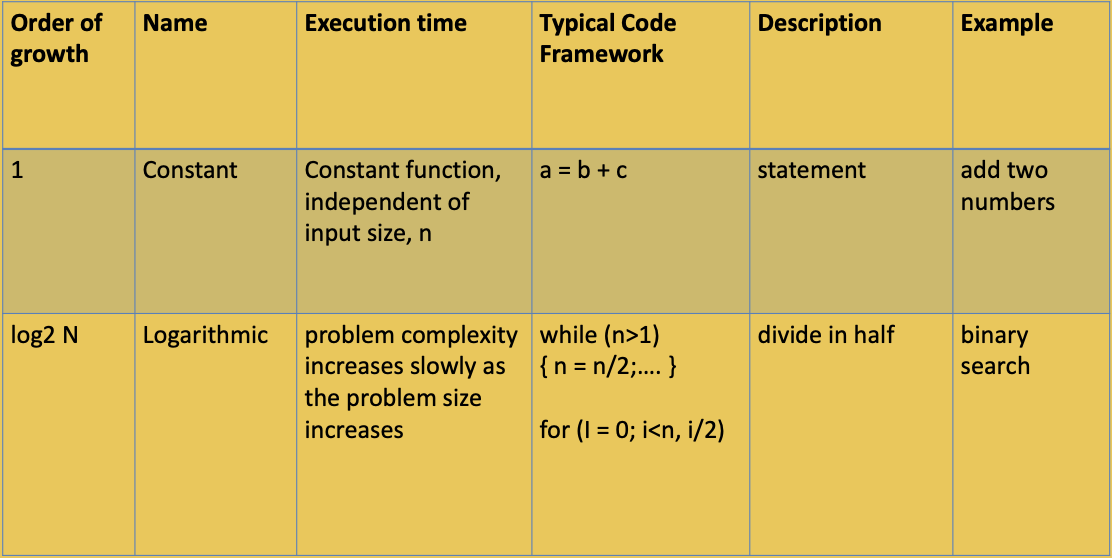 Order of growth
Name
Execution time
Typical Code Framework
Description
Example
1
Constant
Constant function,
independent of
input size, n
a = b + c
statement
add two
numbers
log2 N
Logarithmic
problem complexity
increases slowly as
the problem size
increases
while (n>1)
{ n = n/2;.... }
for (I = 0; i<n, i/2)
divide in half
binary
search